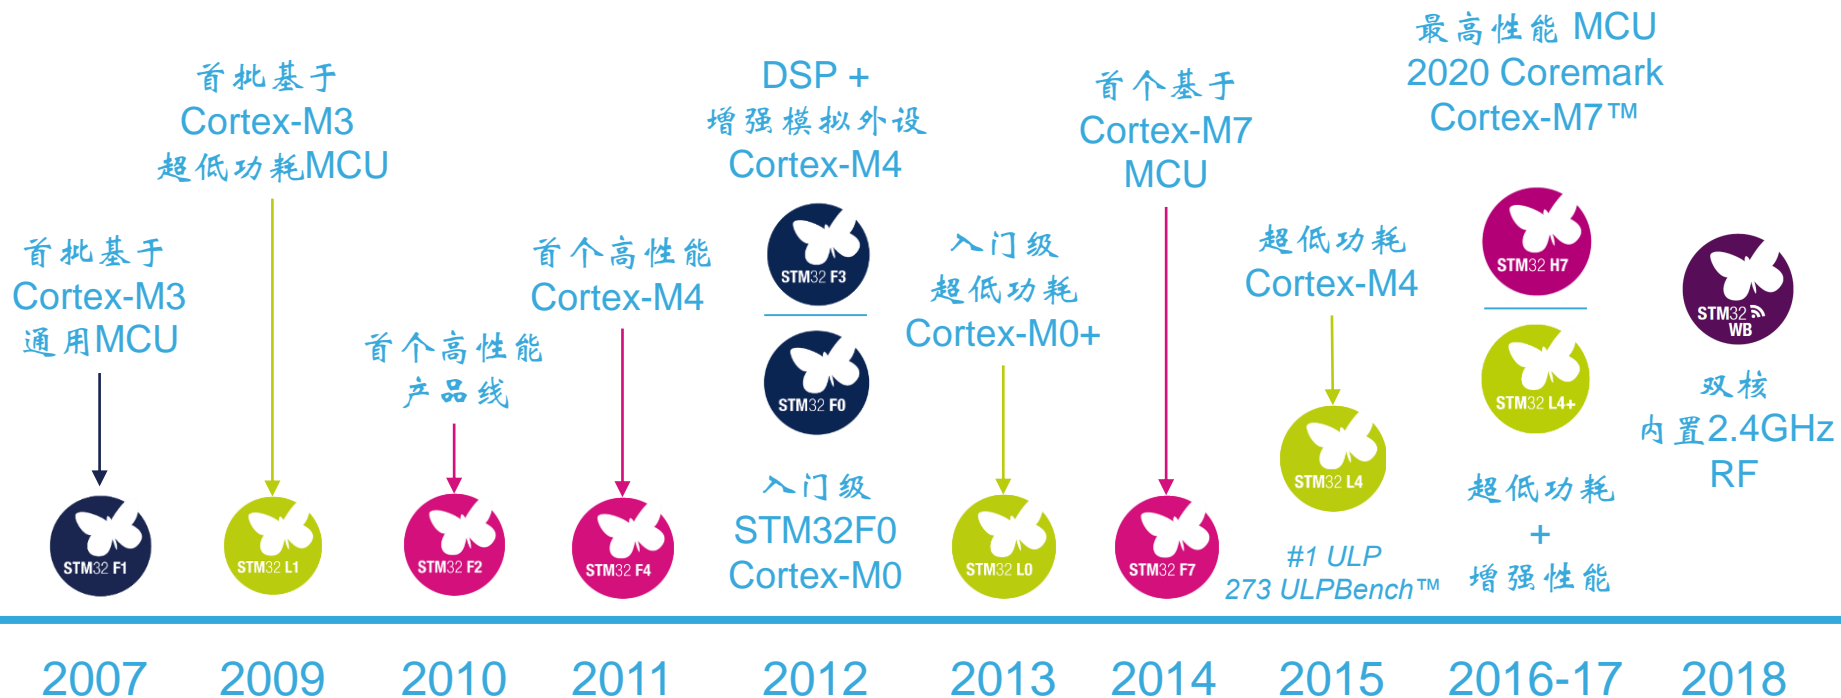 首批基于
Cortex-M3
通用MCU
STM32 F1
首批基于
Cortex-M3
超低功耗MCU
STM32 L1
首个高性能
产品线
STM32 F2
首个高性能
Cortex-M4
STM32 F4
DSP +
增强模拟外设
Cortex-M4
STM32 F3
STM32 F0
入门级
STM32F0
Cortex-M0
入门级
超低功耗
Cortex-M0+
STM32 L0
首个基于
Cortex-M7
MCU
STM32 F7
超低功耗
Cortex-M4
STM32 L4
#1 ULP
273 ULPBench™
最高性能 MCU
2020 Coremark
Cortex-M7™
STM32 H7
STM32 L4+
超低功耗
+
增强性能
STM32
WB
双核
内置2.4GHz
RF
2007 2009 2010 2011 2012 2013 2014 2015 2016-17 2018